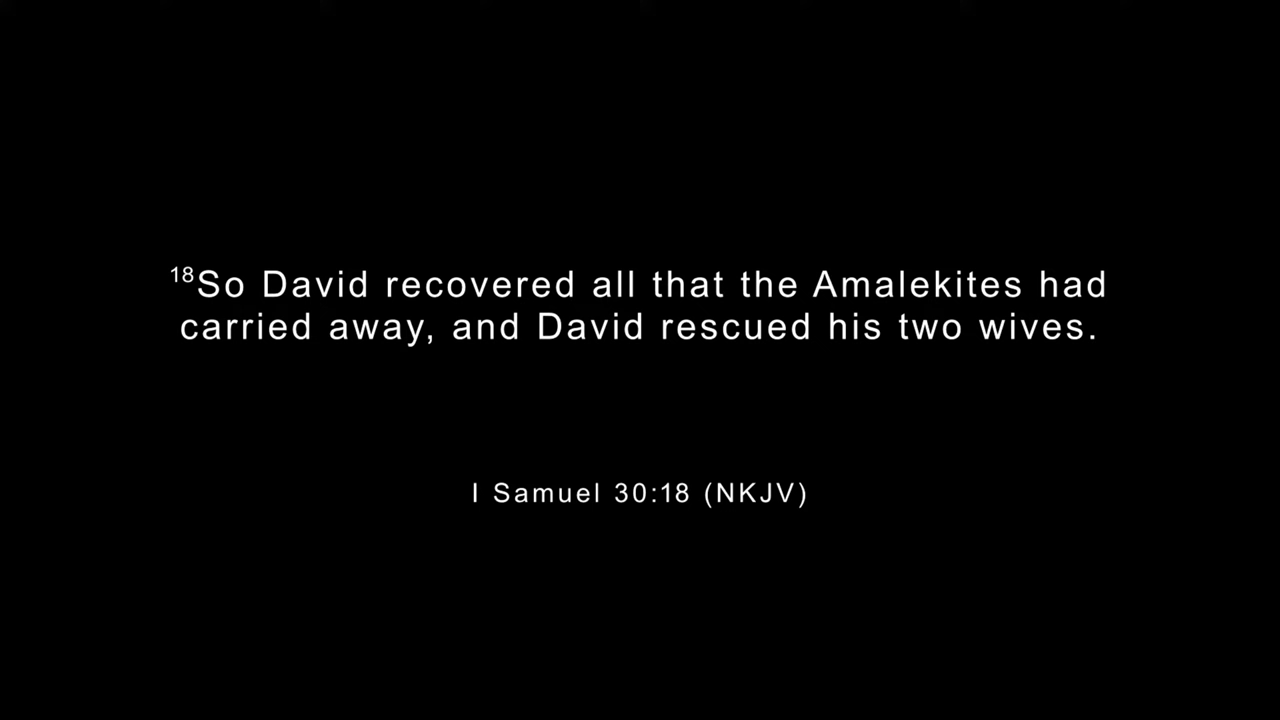 18So David recovered all that the Amalekites had
carried away, and David rescued his two wives.
I Samuel 30:18 (NKJV)